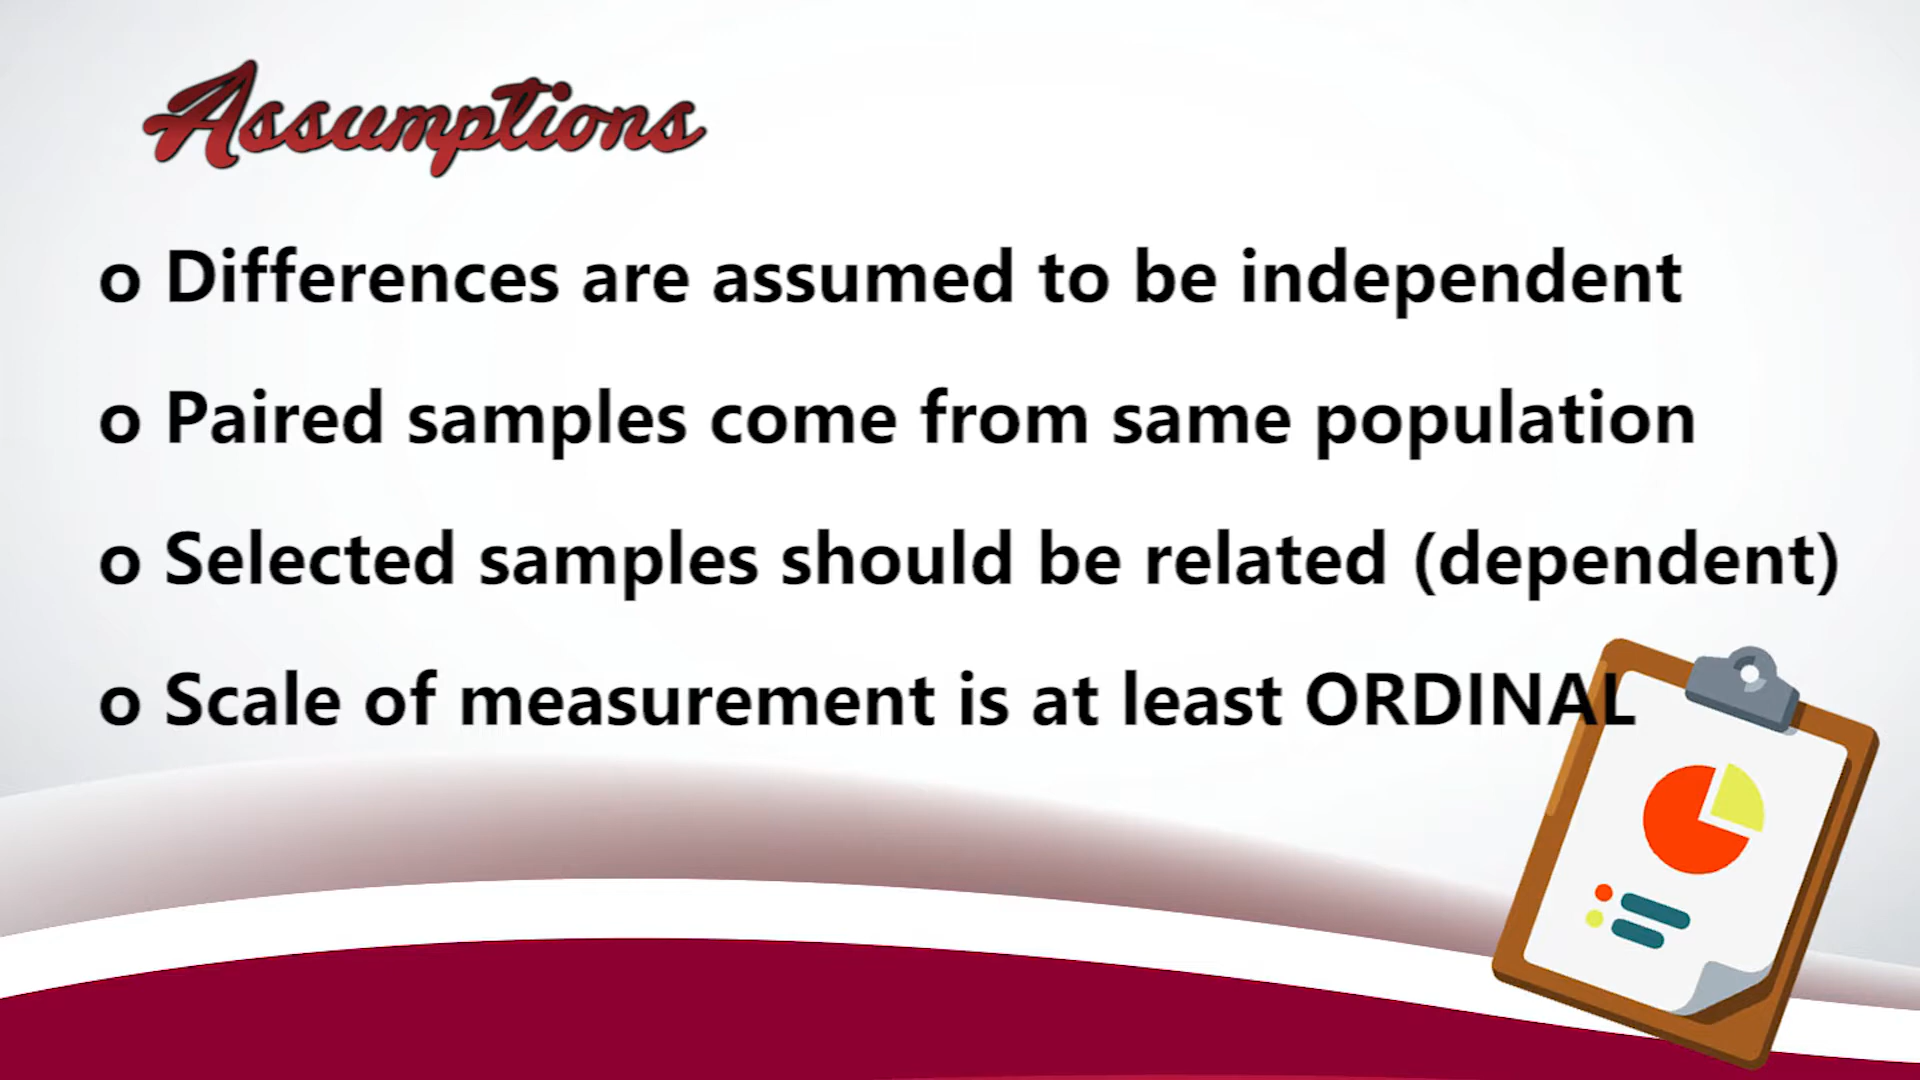 Assumptions
o Differences are assumed to be independent
o Paired samples come from same population
o Selected samples should be related (dependent)
o Scale of measurement is at least ORDINAL